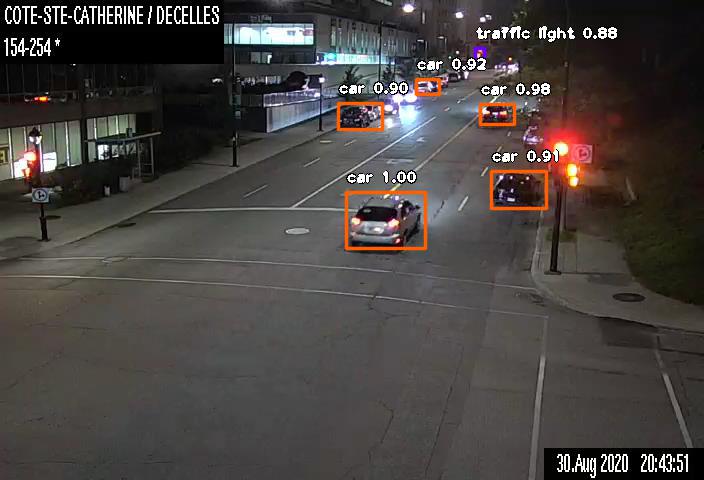 COTE-STE-CATHERINE / DECELLES
154-254 *
traffic light 0.88
car 0.92
car 0.90
car 0.98
car 0.91
car 1.00
30.Aug 2020 20:43:51